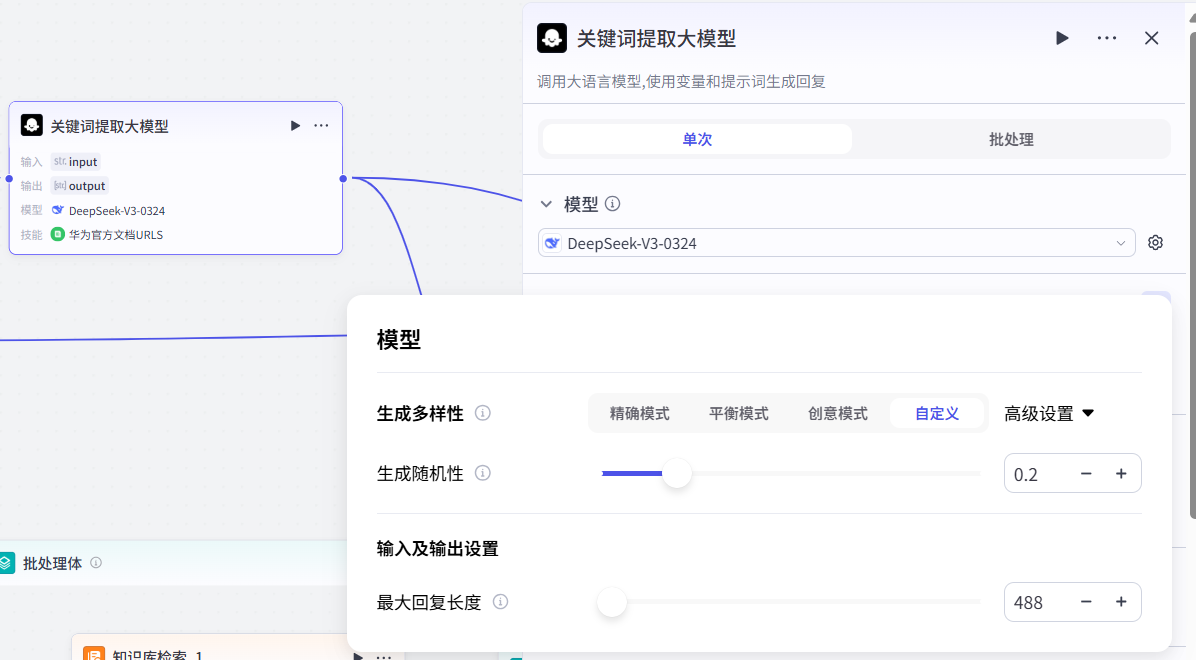 关键词提取大模型
调用大语言模型,使用变量和提示词生成回复
单次 批处理
模型
DeepSeek-V3-0324
关键词提取大模型
输入 str. input
输出 output
模型 DeepSeek-V3-0324
技能 华为官方文档URLS
模型
生成多样性 精确模式 平衡模式 创意模式 自定义 高级设置
生成随机性 0.2
输入及输出设置
最大回复长度 488
批处理体
知识库检索_1